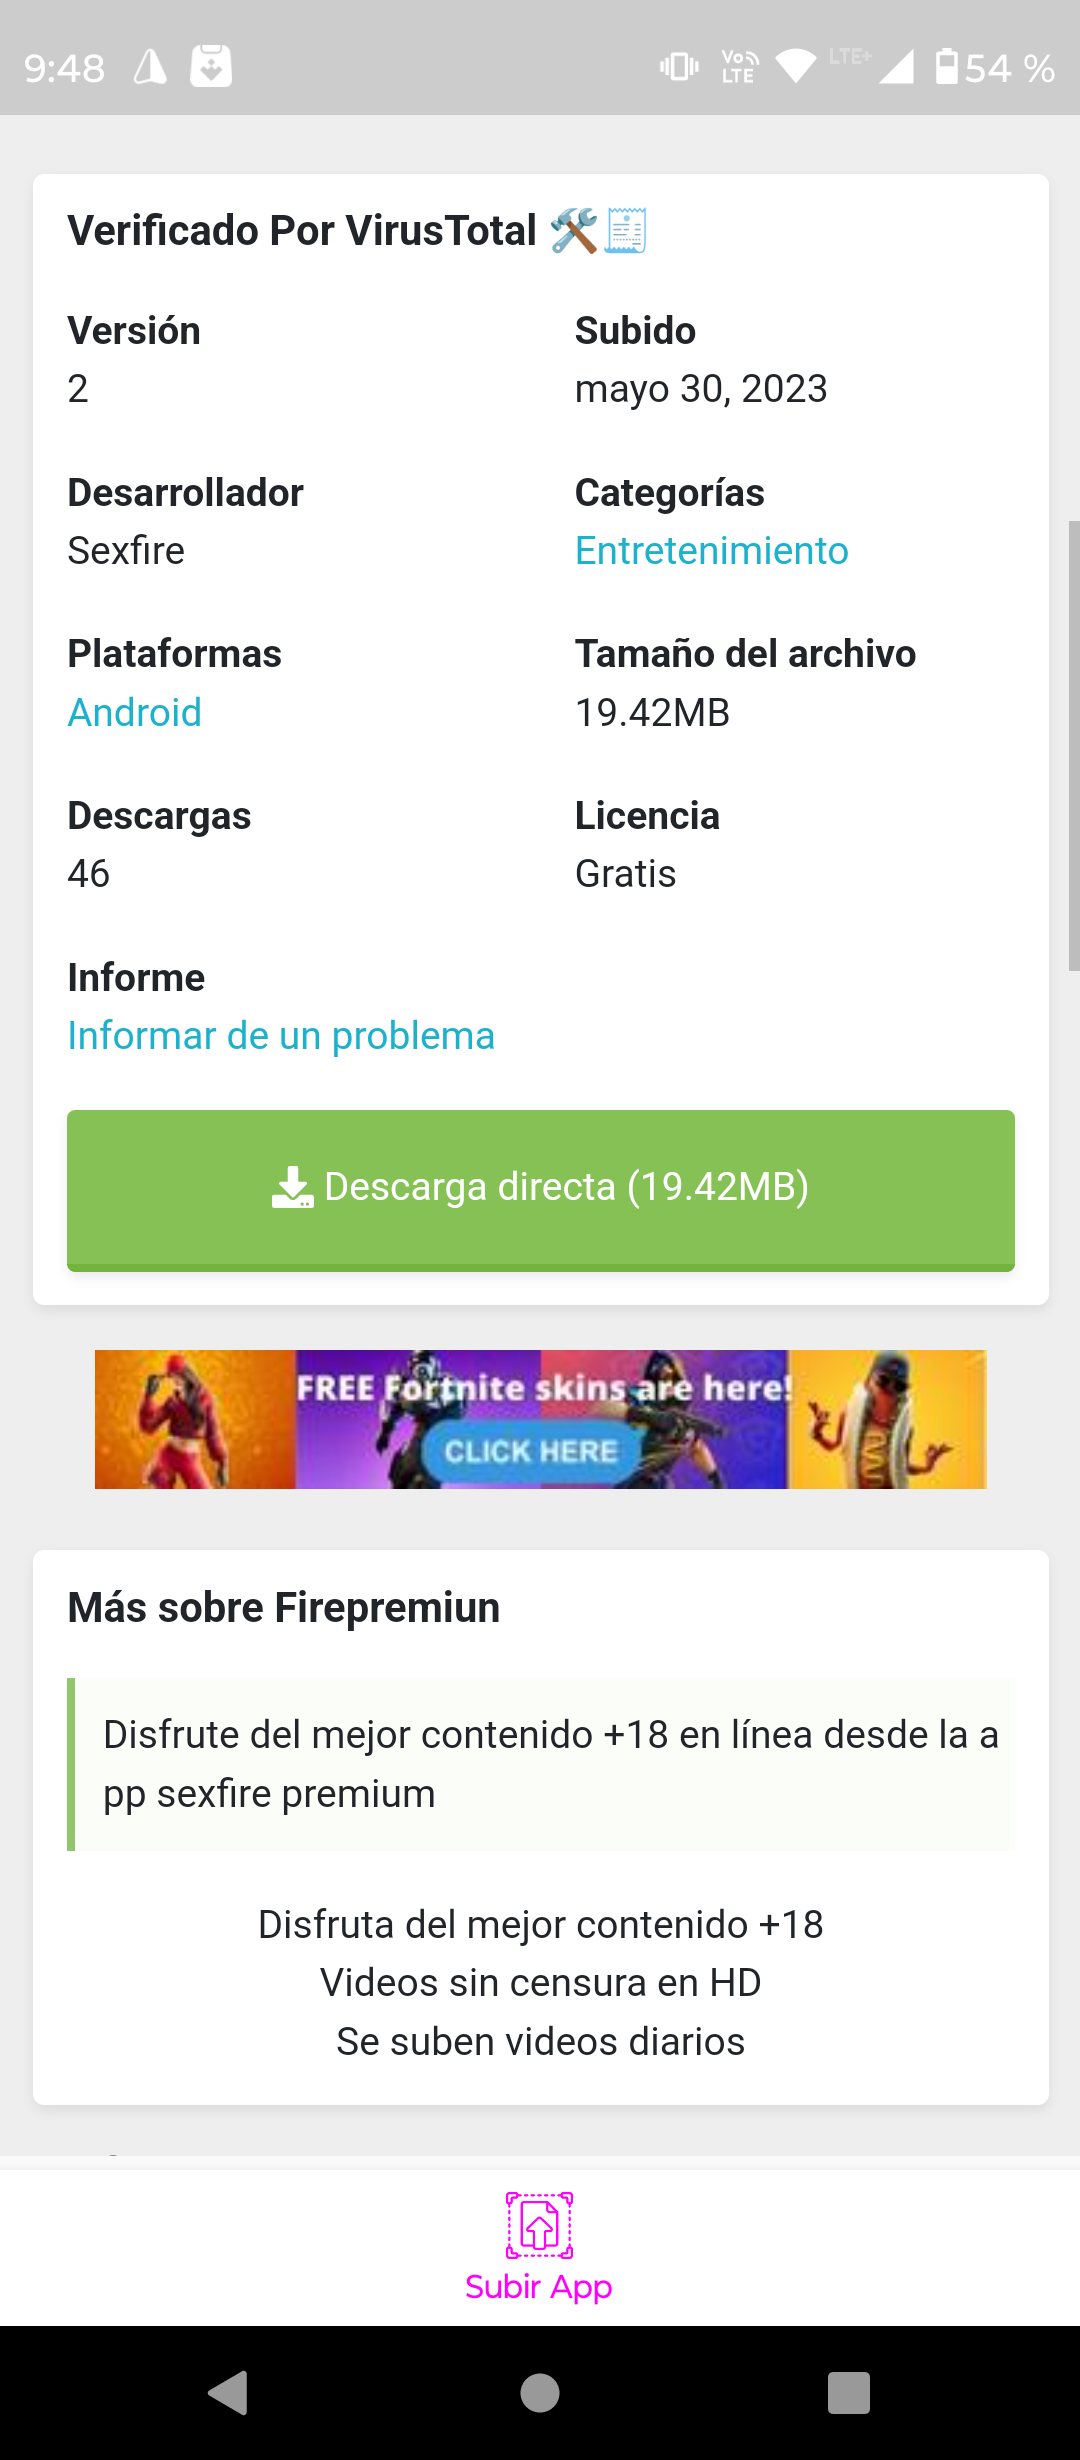 9:48
Vo LTE
LTE+
54 %
Verificado Por VirusTotal 🛠️🧾
Versión
2
Subido
mayo 30, 2023
Desarrollador
Sexfire
Categorías
Entretenimiento
Plataformas
Android
Tamaño del archivo
19.42MB
Descargas
46
Licencia
Gratis
Informe
Informar de un problema
Descarga directa (19.42MB)
FREE Fortnite skins are here!
CLICK HERE
Más sobre Firepremiun
Disfrute del mejor contenido +18 en línea desde la a
pp sexfire premium
Disfruta del mejor contenido +18
Videos sin censura en HD
Se suben videos diarios
Subir App